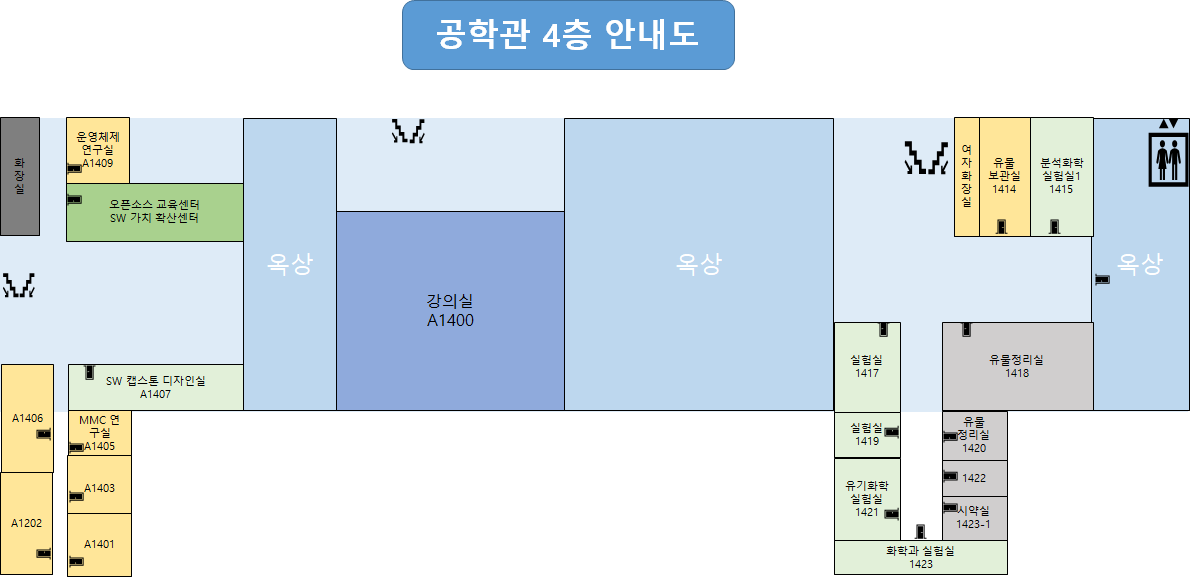 공학관 4층 안내도
화
장
실
운영체제
연구실
A1409
오픈소스 교육센터
SW 가치 확산센터
옥상
강의실
A1400
옥상
여
자
화
장
실
유물
보관실
1414
분석화학
실험실1
1415
옥상
A1406
SW 캡스톤 디자인실
A1407
MMC 연
구실
A1405
A1403
A1202
A1401
실험실
1417
유물정리실
1418
실험실
1419
유물
정리실
1420
유기화학
실험실
1421
1422
시약실
1423-1
화학과 실험실
1423